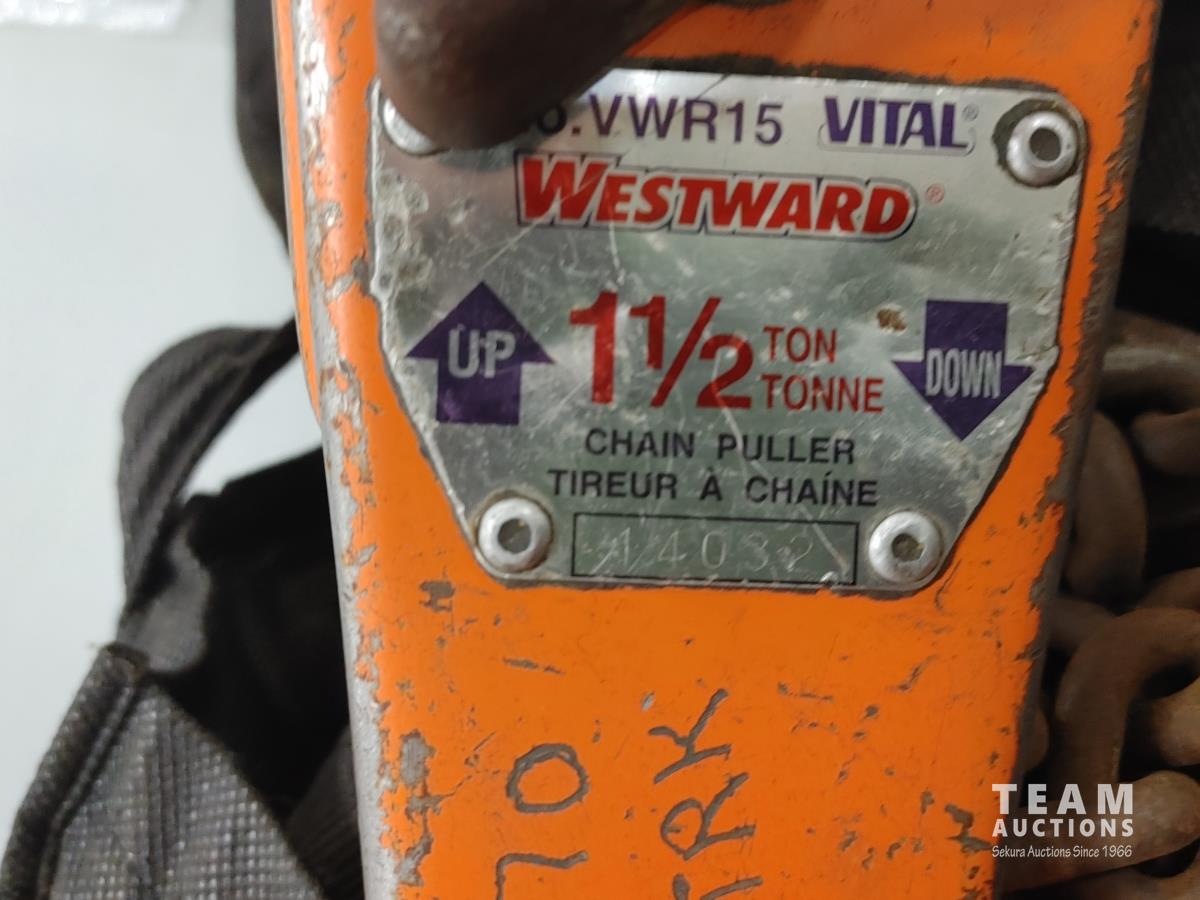 .VWR15 VITAL®
WESTWARD®
UP
1 1/2 TON
TONNE
DOWN
CHAIN PULLER
TIREUR À CHAÎNE
14032
TEAM
AUCTIONS
Sekura Auctions Since 1966